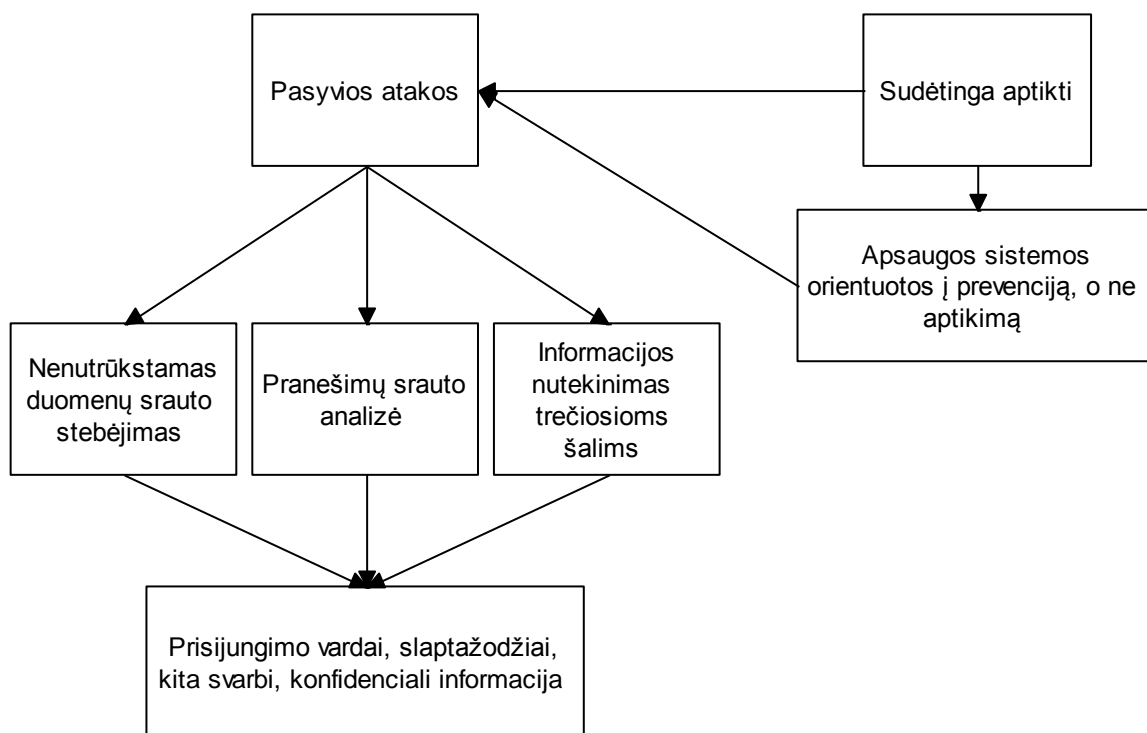 Pasyvios atakos
Sudėtinga aptikti
Apsaugos sistemos
orientuotos į prevenciją, o ne
aptikimą
Nenutrūkstamas
duomenų srauto
stebėjimas
Pranešimų srauto
analizė
Informacijos
nutekinimas
trečiosioms
šalims
Prisijungimo vardai, slaptažodžiai,
kita svarbi, konfidenciali informacija